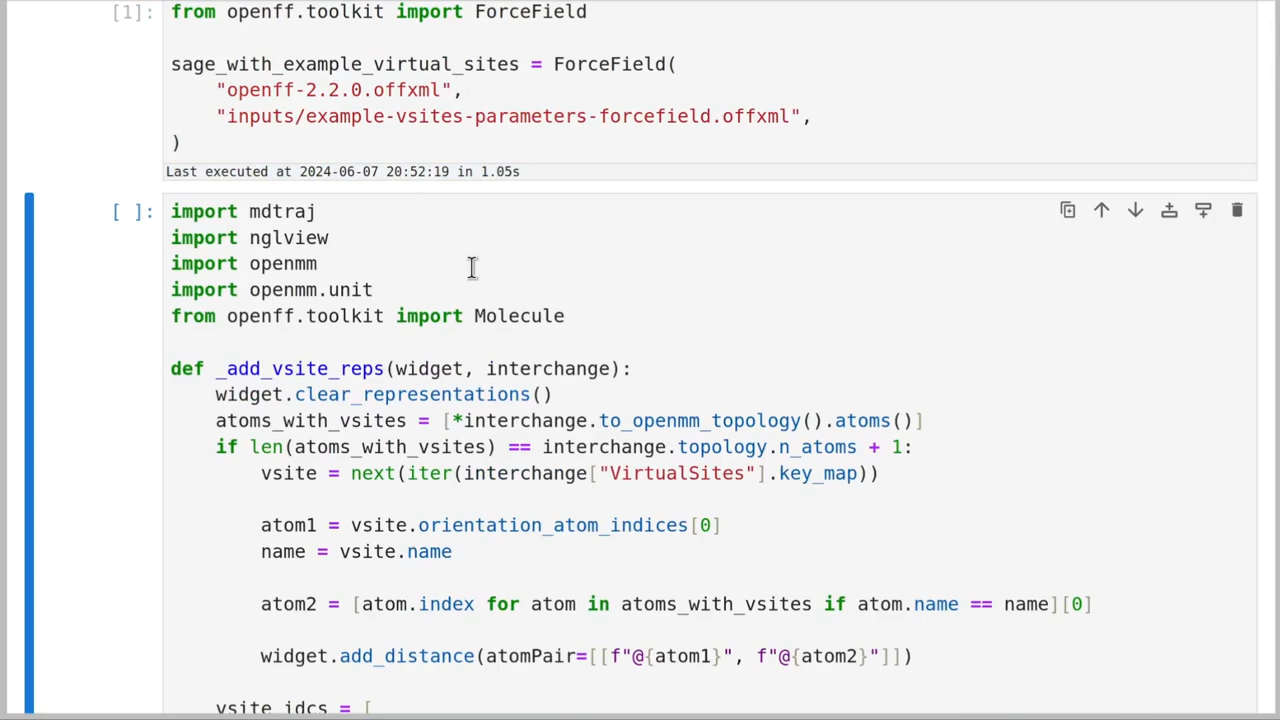 [1]: from openff.toolkit import ForceField
sage_with_example_virtual_sites = ForceField(
    "openff-2.2.0.offxml",
    "inputs/example-vsites-parameters-forcefield.offxml",
)
Last executed at 2024-06-07 20:52:19 in 1.05s
[ ]: import mdtraj
import nglview
import openmm
import openmm.unit
from openff.toolkit import Molecule
def _add_vsite_reps(widget, interchange):
    widget.clear_representations()
    atoms_with_vsites = [*interchange.to_openmm_topology().atoms()]
    if len(atoms_with_vsites) == interchange.topology.n_atoms + 1:
        vsite = next(iter(interchange["VirtualSites"].key_map))
        atom1 = vsite.orientation_atom_indices[0]
        name = vsite.name
        atom2 = [atom.index for atom in atoms_with_vsites if atom.name == name][0]
        widget.add_distance(atomPair=[[f"@{atom1}", f"@{atom2}"]])
    vsite_idcs = [